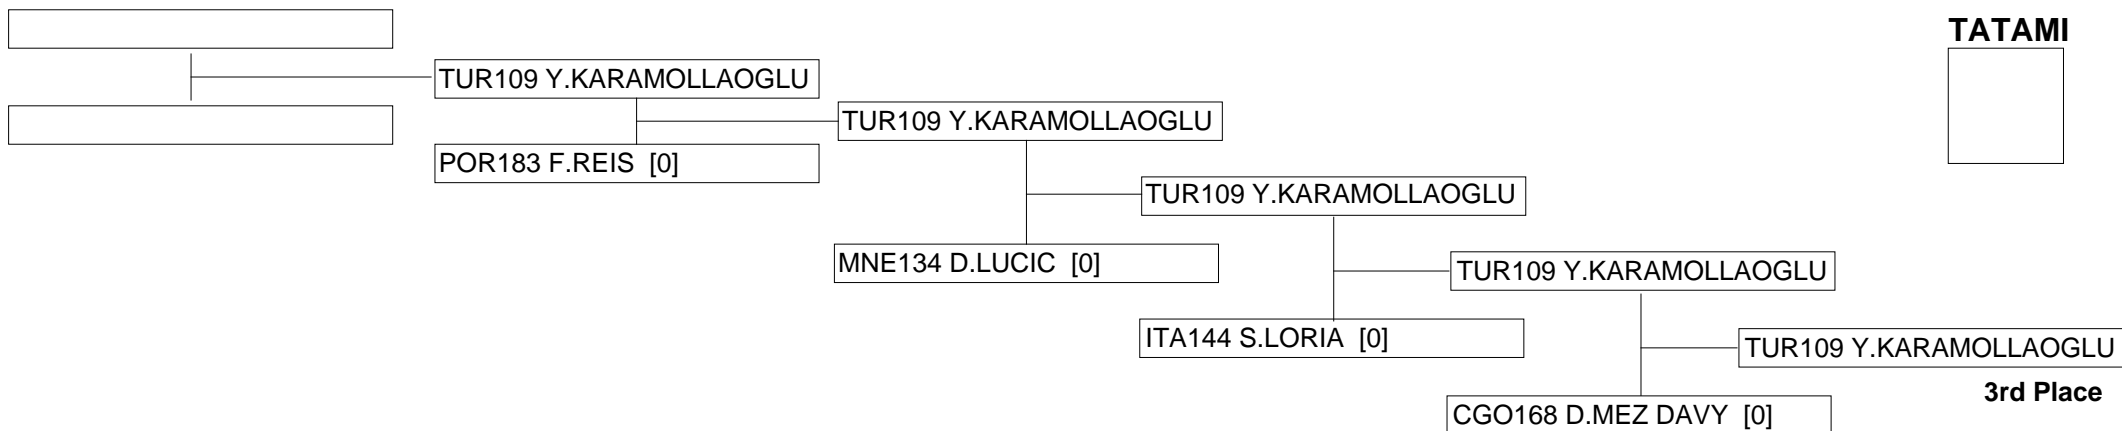 TATAMI
TUR109 Y.KARAMOLLAOGLU
TUR109 Y.KARAMOLLAOGLU
POR183 F.REIS [0]
TUR109 Y.KARAMOLLAOGLU
MNE134 D.LUCIC [0]
TUR109 Y.KARAMOLLAOGLU
ITA144 S.LORIA [0]
TUR109 Y.KARAMOLLAOGLU
3rd Place
CGO168 D.MEZ DAVY [0]